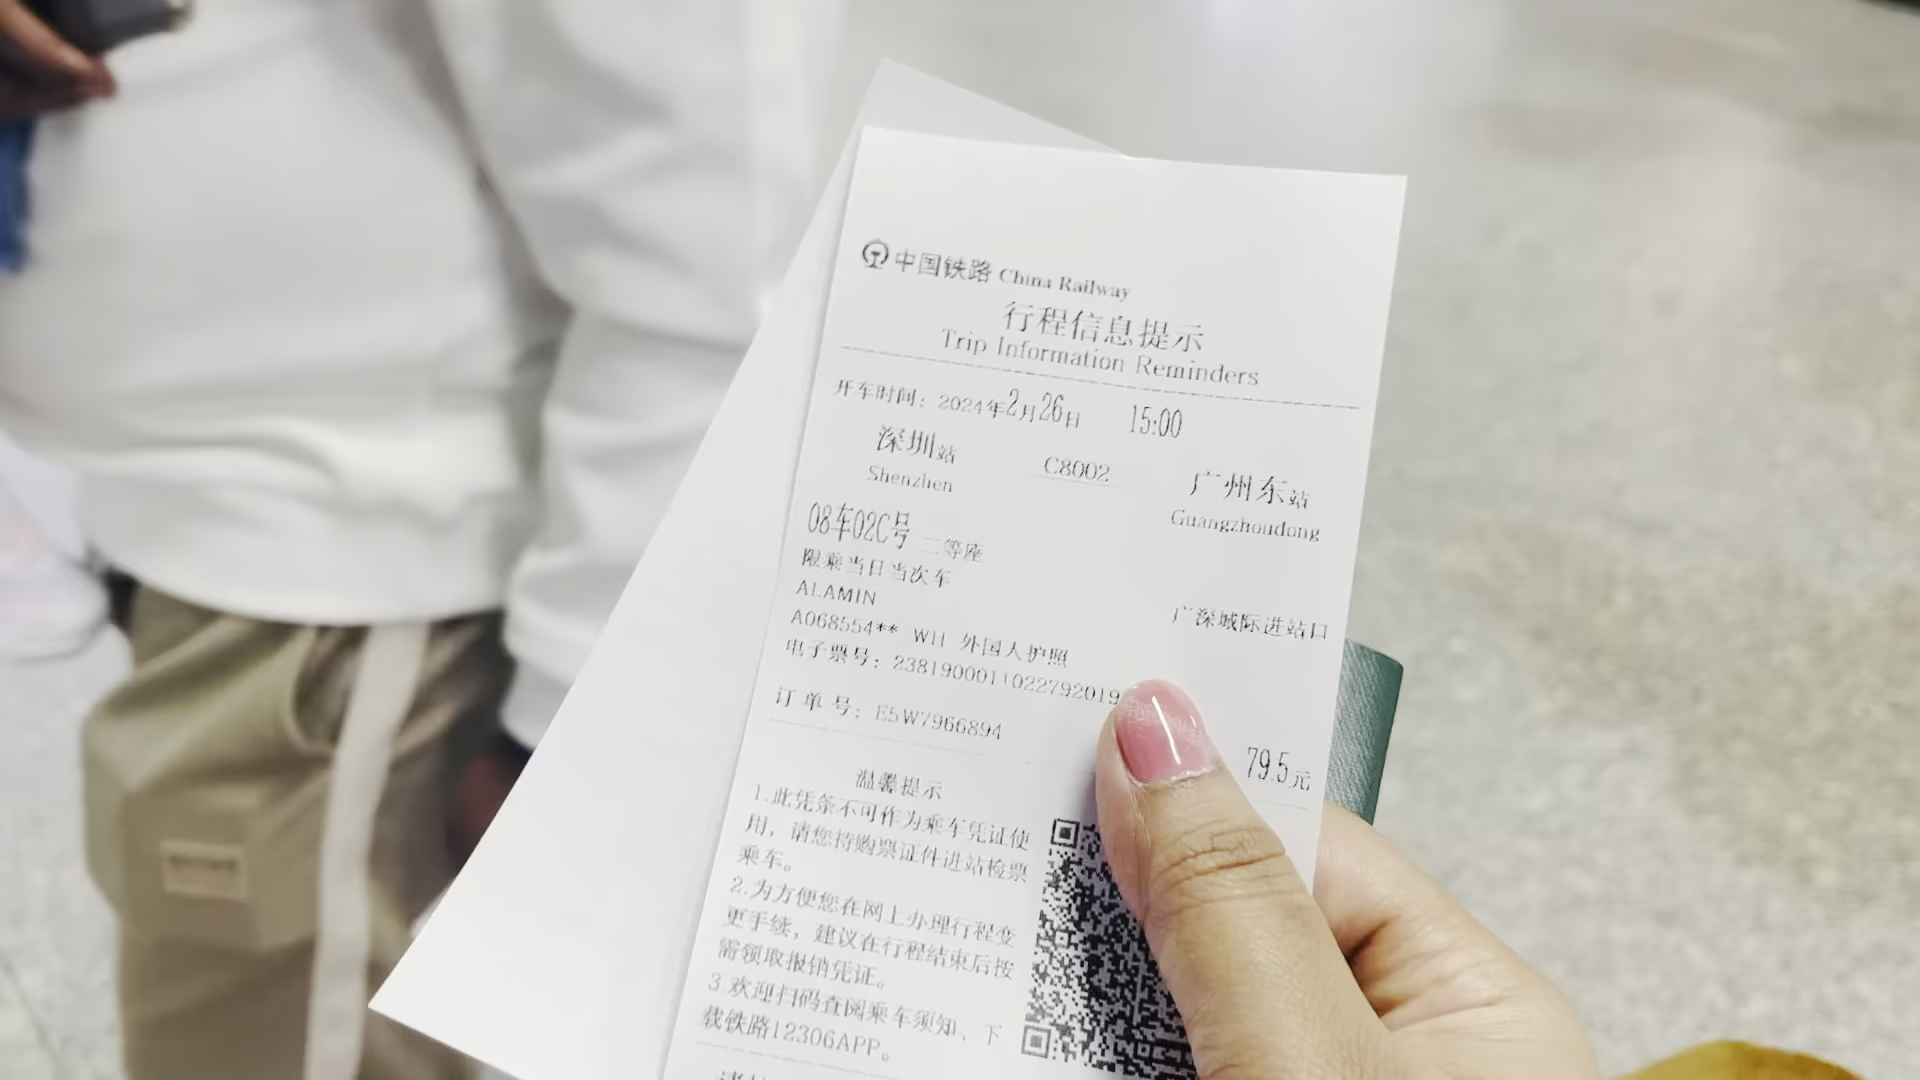 中国铁路 China Railway
行程信息提示
Trip Information Reminders
开车时间：2024年2月26日 15:00
深圳站 C8002 广州东站
Shenzhen Guangzhoudong
08车02C号 二等座
限乘当日当次车
ALAMIN 广深城际进站口
A068554** WII 外国人护照
电子票号：2381900011022792019
订单号：E5W7966894 79.5元
温馨提示
1.此凭条不可作为乘车凭证使
用，请您持购票证件进站检票
乘车。
2.为方便您在网上办理行程变
更手续，建议在行程结束后按
需领取报销凭证。
3.欢迎扫码查阅乘车须知、下
载铁路12306APP。